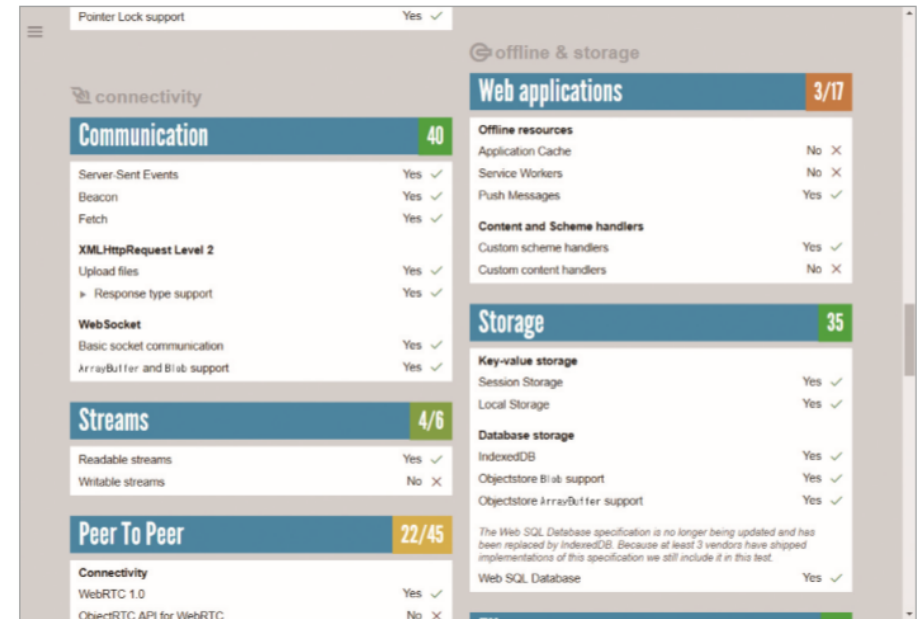 Pointer Lock support Yes
connectivity
Communication 40
Server-Sent Events Yes
Beacon Yes
Fetch Yes
XMLHttpRequest Level 2
Upload files Yes
Response type support Yes
WebSocket
Basic socket communication Yes
ArrayBuffer and Blob support Yes
Streams 4/6
Readable streams Yes
Writable streams No
Peer To Peer 22/45
Connectivity
WebRTC 1.0 Yes
ObjectRTC API for WebRTC No
offline & storage
Web applications 3/17
Offline resources
Application Cache No
Service Workers No
Push Messages Yes
Content and Scheme handlers
Custom scheme handlers Yes
Custom content handlers No
Storage 35
Key-value storage
Session Storage Yes
Local Storage Yes
Database storage
IndexedDB Yes
Objectstore Blob support Yes
Objectstore ArrayBuffer support Yes
The Web SQL Database specification is no longer being updated and has
been replaced by IndexedDB. Because at least 3 vendors have shipped
implementations of this specification we still include it in this test.
Web SQL Database Yes